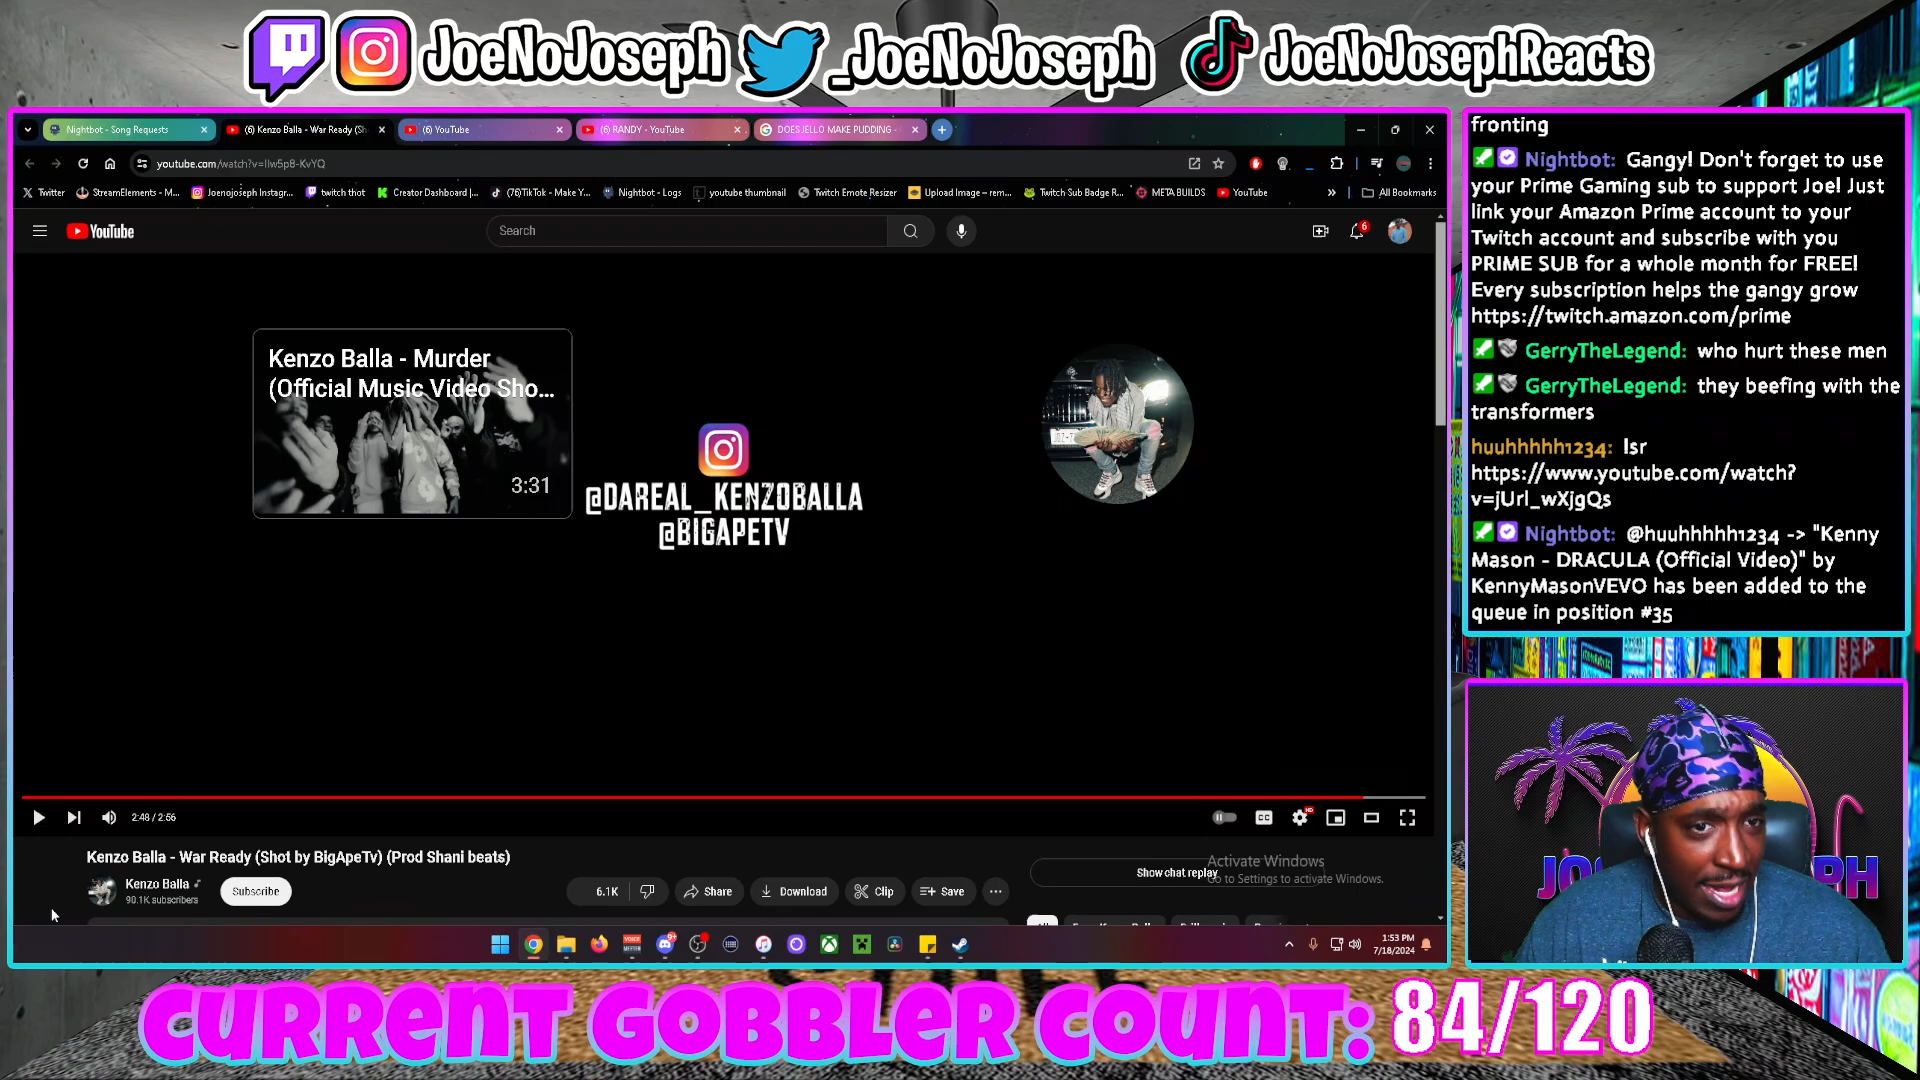 JoeNoJoseph
_JoeNoJoseph
JoeNoJosephReacts
Nightbot - Song Requests
(6) Kenzo Balla - War Ready (Sh
(6) YouTube
(6) RANDY - YouTube
DOES JELLO MAKE PUDDING -
youtube.com/watch?v=IIw5p8-KvYQ
Twitter
StreamElements - M...
Joenojoseph Instagr...
twitch thot
Creator Dashboard |...
(76)TikTok - Make Y...
Nightbot - Logs
youtube thumbnail
Twitch Emote Resizer
Upload Image - rem...
Twitch Sub Badge R...
META BUILDS
YouTube
All Bookmarks
YouTube
Search
6
Kenzo Balla - Murder
(Official Music Video Sho...
3:31
@DAREAL_KENZOBALLA
@BIGAPETV
2:48 / 2:56
CC
HD
Kenzo Balla - War Ready (Shot by BigApeTv) (Prod Shani beats)
Kenzo Balla
90.1K subscribers
Subscribe
6.1K
Share
Download
Clip
Save
Show chat replay
Activate Windows
Go to Settings to activate Windows.
1:53 PM
7/18/2024
fronting
Nightbot: Gangy! Don't forget to use
your Prime Gaming sub to support Joe! Just
link your Amazon Prime account to your
Twitch account and subscribe with you
PRIME SUB for a whole month for FREE!
Every subscription helps the gangy grow
https://twitch.amazon.com/prime
GerryTheLegend: who hurt these men
GerryTheLegend: they beefing with the
transformers
huuhhhhh1234: !sr
https://www.youtube.com/watch?
v=jUrl_wXjgQs
Nightbot: @huuhhhhh1234 -> "Kenny
Mason - DRACULA (Official Video)" by
KennyMasonVEVO has been added to the
queue in position #35
CURRENT GOBBLER COUNT: 84/120